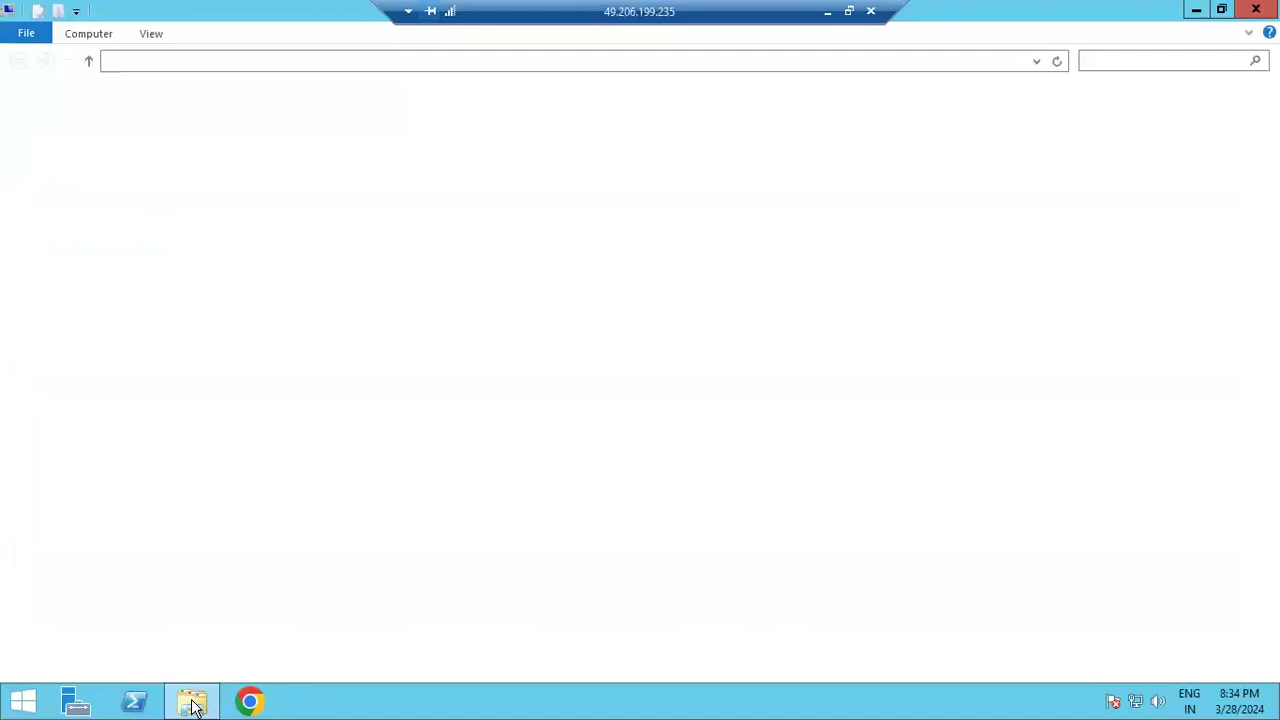 49.206.199.235
File
Computer
View
ENG
8:34 PM
IN
3/28/2024